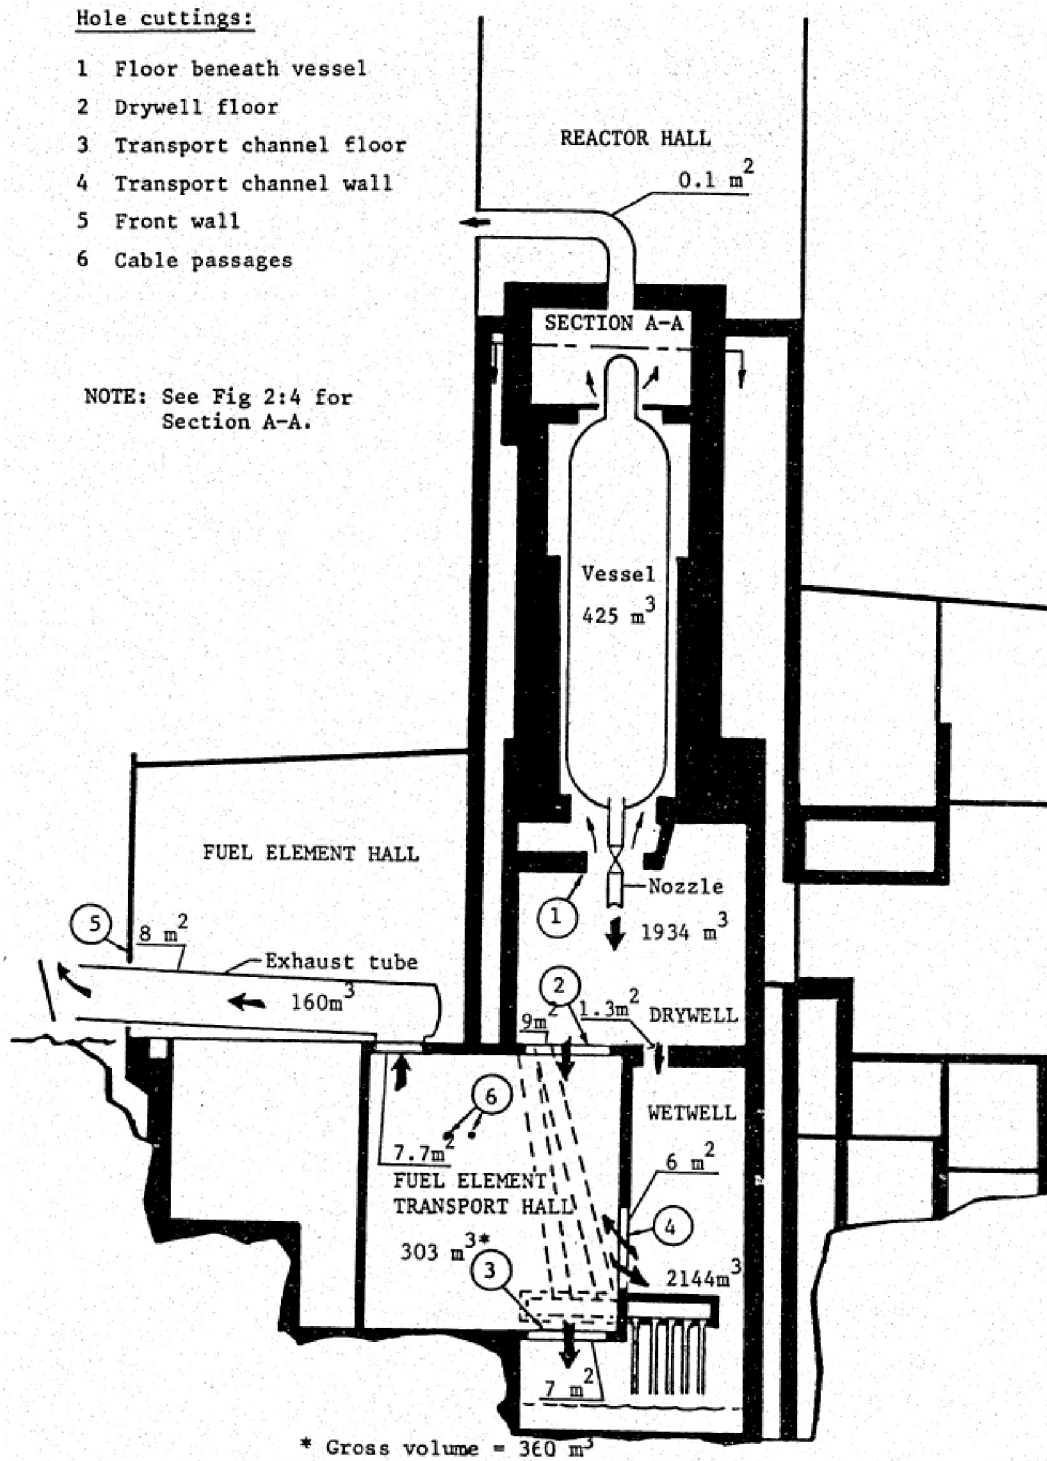 Hole cuttings:
1 Floor beneath vessel
2 Drywell floor
3 Transport channel floor
4 Transport channel wall
5 Front wall
6 Cable passages
NOTE: See Fig 2:4 for
Section A-A.
REACTOR HALL
0.1 m²
SECTION A-A
Vessel
425 m³
FUEL ELEMENT HALL
Nozzle
1
1934 m³
5
8 m²
Exhaust tube
160m³
2
9m²
1.3m²
DRYWELL
6
WETWELL
7.7m²
6 m²
FUEL ELEMENT
TRANSPORT HALL
4
303 m³*
3
2144m³
7 m²
* Gross volume = 360 m³